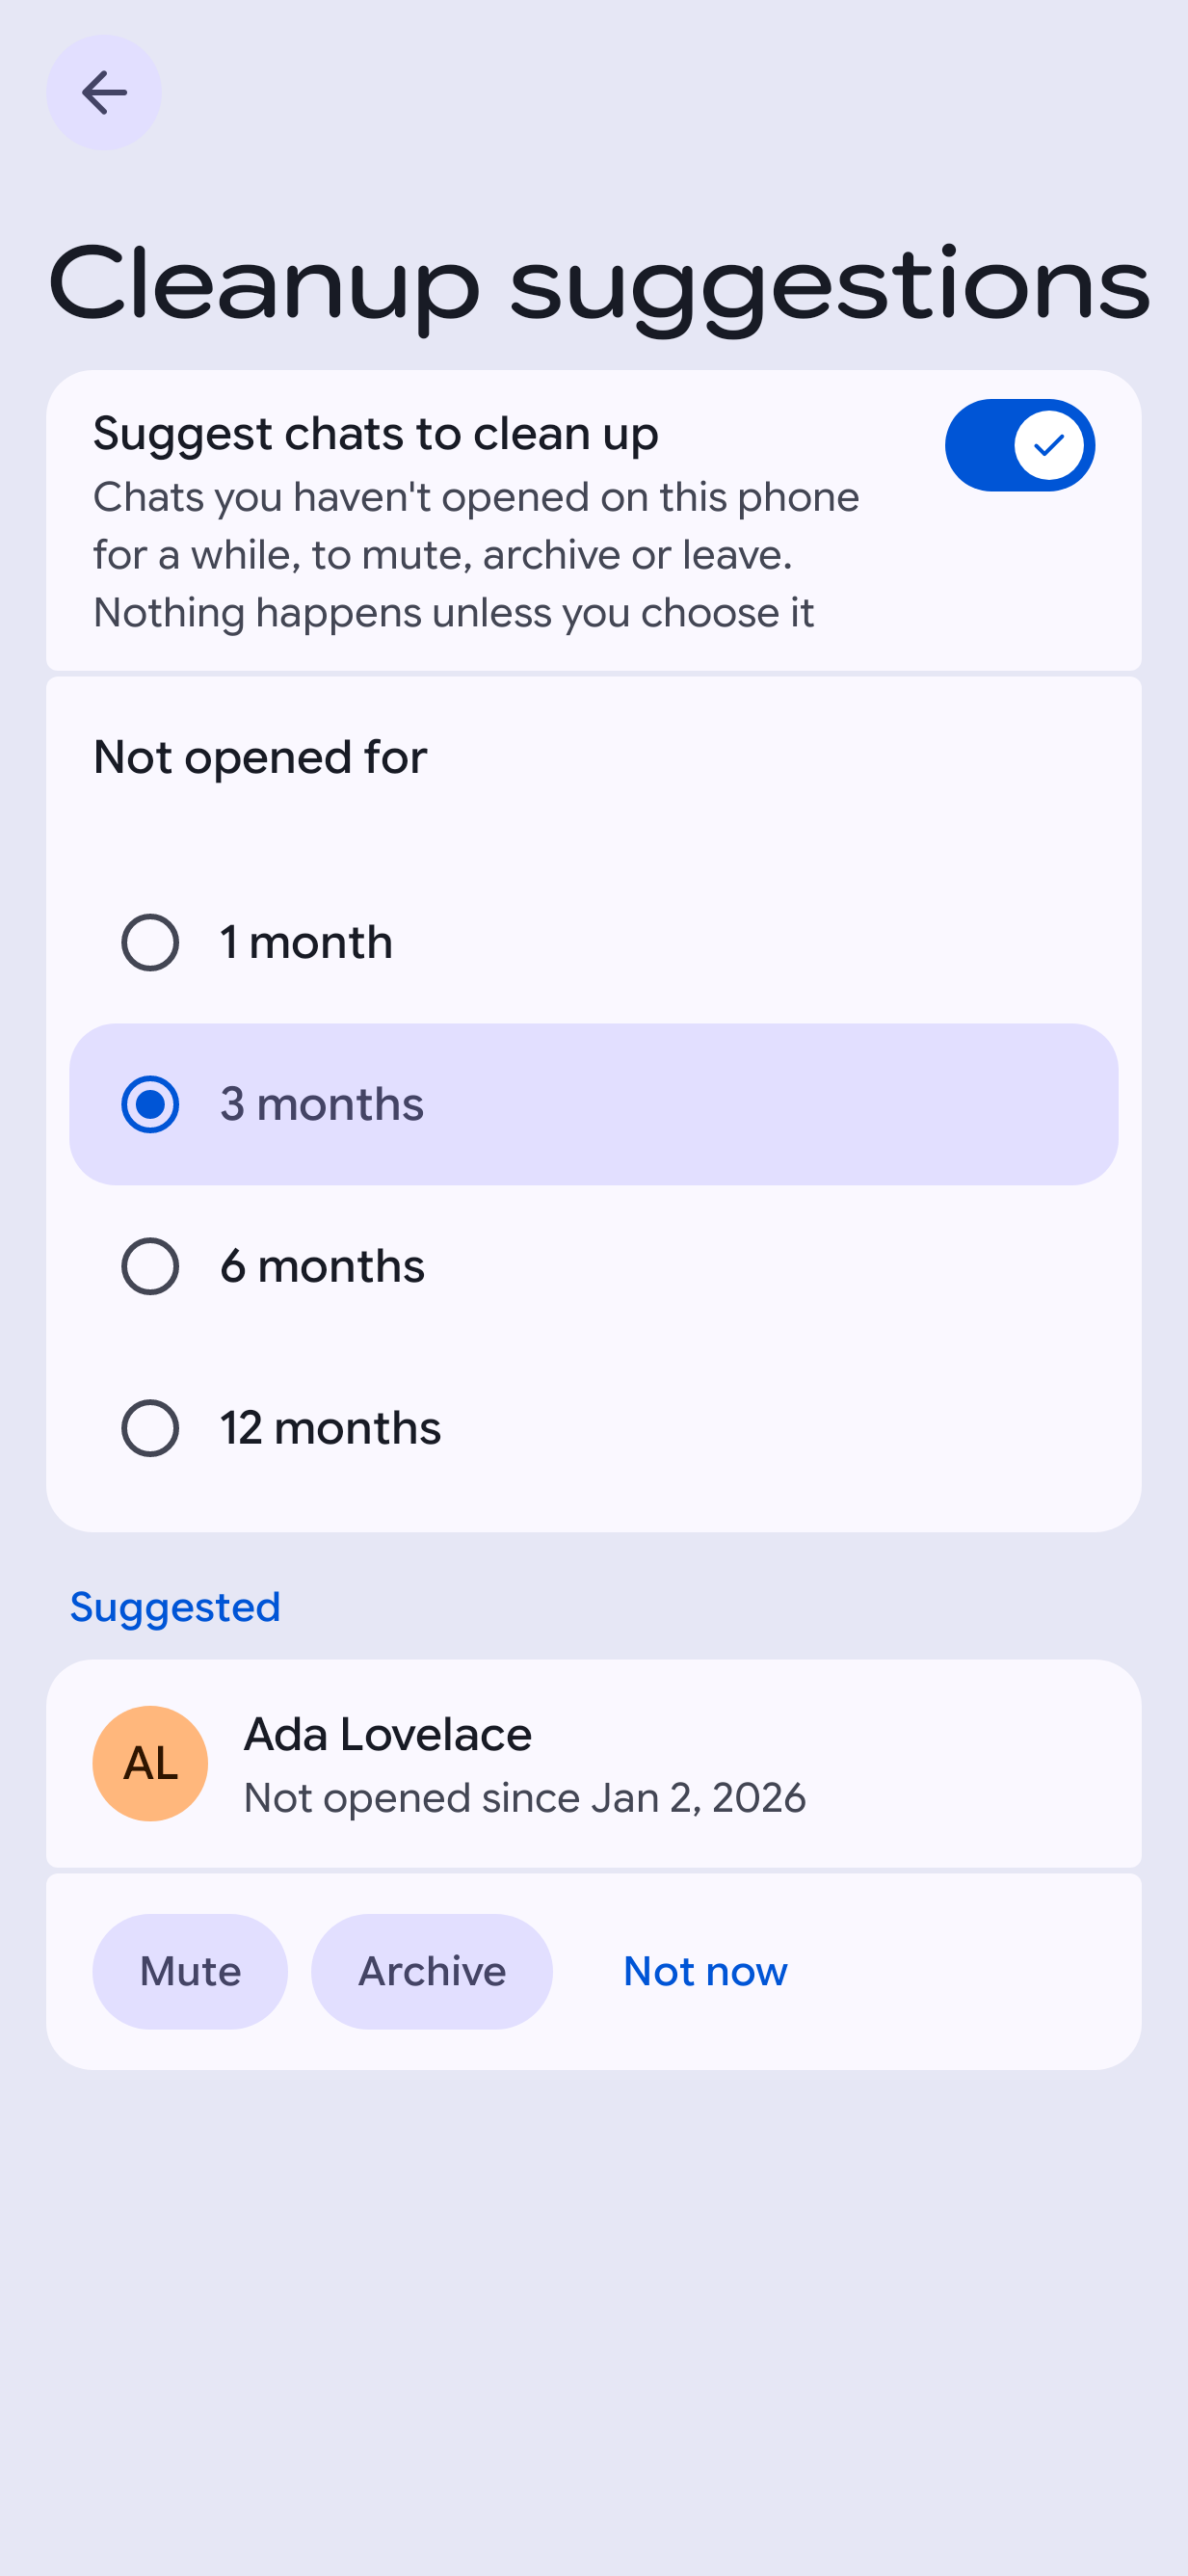 Cleanup suggestions
Suggest chats to clean up
Chats you haven't opened on this phone
for a while, to mute, archive or leave.
Nothing happens unless you choose it
Not opened for
1 month
3 months
6 months
12 months
Suggested
AL
Ada Lovelace
Not opened since Jan 2, 2026
Mute
Archive
Not now